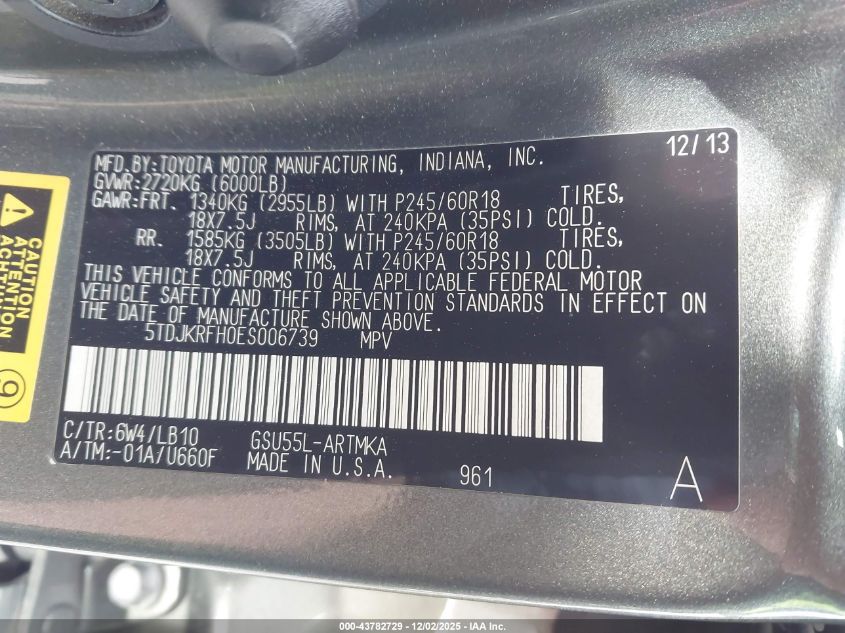 12/13
MFD.BY:TOYOTA MOTOR MANUFACTURING, INDIANA, INC.
GVWR:2720KG (6000LB)
GAWR:FRT. 1340KG (2955LB) WITH P245/60R18 TIRES,
18X7.5J RIMS, AT 240KPA (35PSI) COLD.
RR. 1585KG (3505LB) WITH P245/60R18 TIRES,
18X7.5J RIMS, AT 240KPA (35PSI) COLD.
THIS VEHICLE CONFORMS TO ALL APPLICABLE FEDERAL MOTOR
VEHICLE SAFETY AND THEFT PREVENTION STANDARDS IN EFFECT ON
THE DATE OF MANUFACTURE SHOWN ABOVE.
5TDJKRFH0ES006739 MPV
C/TR:6W4/LB10 GSU55L-ARTMKA
A/TM:-01A/U660F MADE IN U.S.A. 961 A
CAUTION
ATTENTION
ACHTUNG
9
000-43782729 - 12/02/2025 - IAA Inc.